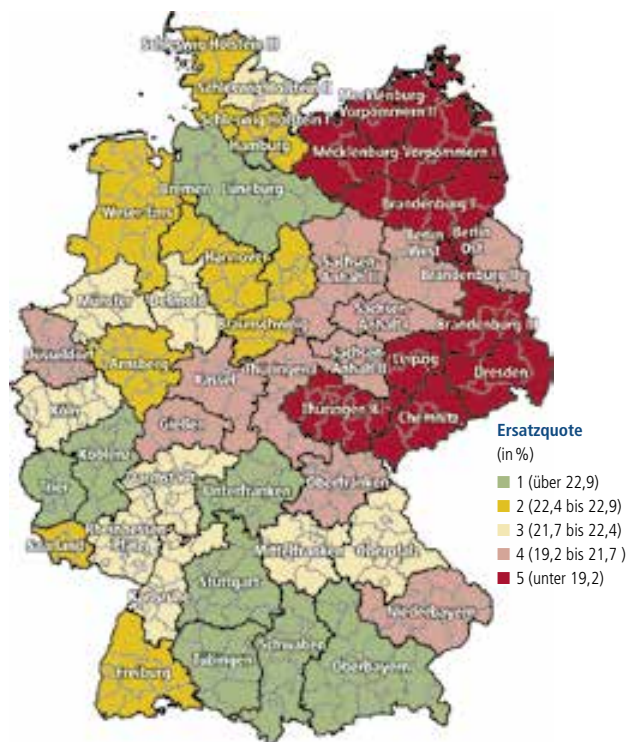 Schleswig Holstein III
Schleswig Holstein II
Schleswig Holstein I
Hamburg
Mecklenburg-
Vorpommern II
Mecklenburg-Vorpommern I
Bremen
Lüneburg
Brandenburg I
Weser-Ems
Hannover
Berlin
West
Berlin
Ost
Sachsen
Anhalt
Brandenburg II
Münster
Detmold
Braunschweig
Sachsen
Anhalt
Brandenburg III
Düsseldorf
Arnsberg
Kassel
Thüringen I
Sachsen
Anhalt II
Leipzig
Dresden
Köln
Gießen
Thüringen II
Chemnitz
Koblenz
Trier
Darmstadt
Unterfranken
Oberfranken
Saarland
Rheinhessen-
Pfalz
Mittelfranken
Oberpfalz
Karlsruhe
Stuttgart
Niederbayern
Freiburg
Tübingen
Schwaben
Oberbayern
Ersatzquote
(in %)
1 (über 22,9)
2 (22,4 bis 22,9)
3 (21,7 bis 22,4)
4 (19,2 bis 21,7 )
5 (unter 19,2)